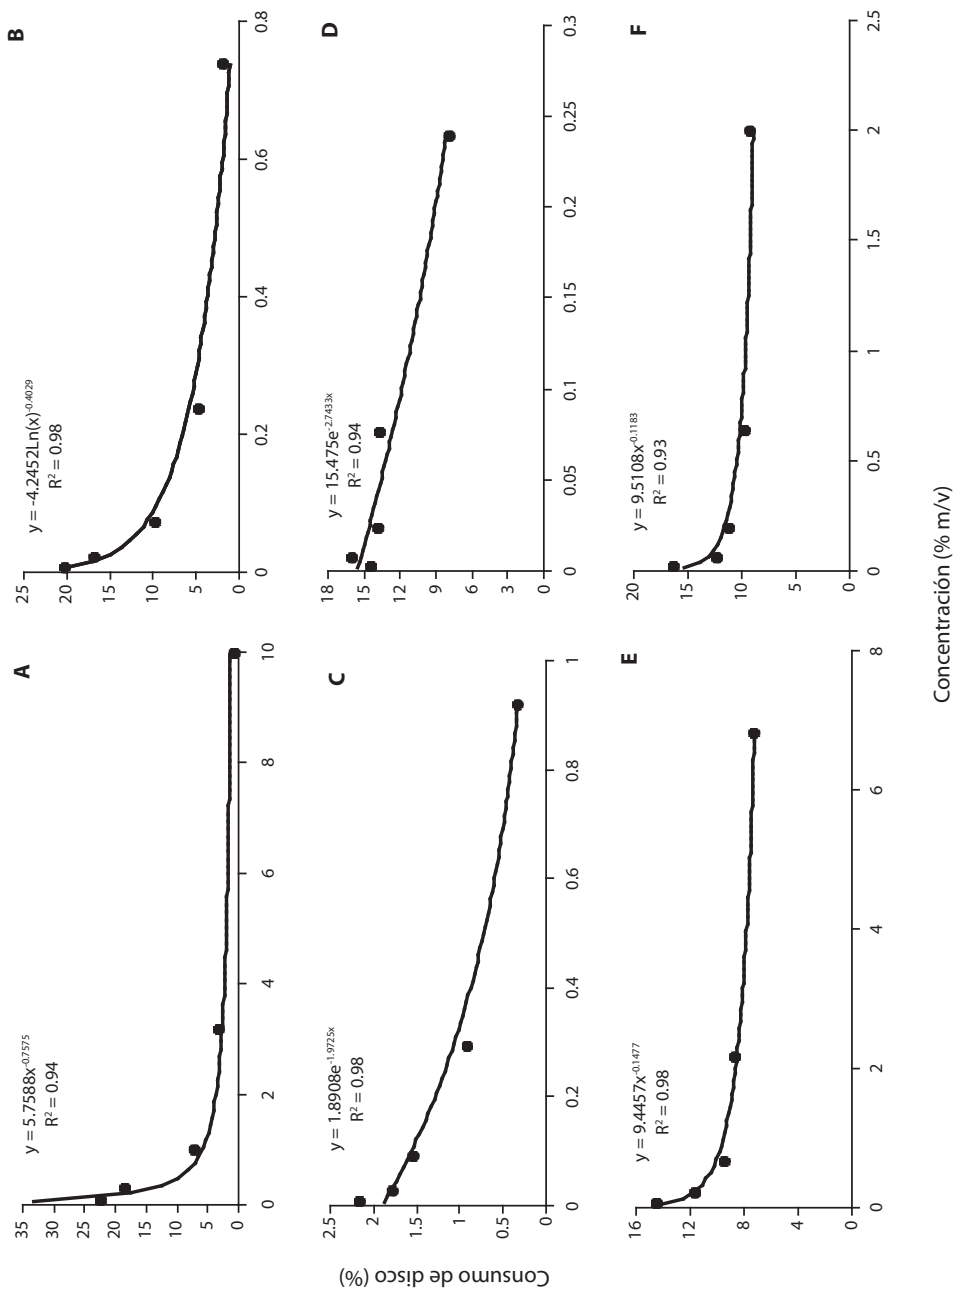 A
y = 5.7588x^-0.7575
R² = 0.94
35
30
25
20
15
10
5
0
0 2 4 6 8 10
B
y = -4.2452Ln(x)^-0.4029
R² = 0.98
25
20
15
10
5
0
0 0.2 0.4 0.6 0.8
C
y = 1.8908e^-1.9725x
R² = 0.98
2.5
2
1.5
1
0.5
0
0 0.2 0.4 0.6 0.8 1
D
y = 15.475e^-2.7433x
R² = 0.94
18
15
12
9
6
3
0
0 0.05 0.1 0.15 0.2 0.25 0.3
E
y = 9.4457x^-0.1477
R² = 0.98
16
12
8
4
0
0 2 4 6 8
F
y = 9.5108x^-0.1183
R² = 0.93
20
15
10
5
0
0 0.5 1 1.5 2 2.5
Consumo de disco (%)
Concentración (% m/v)